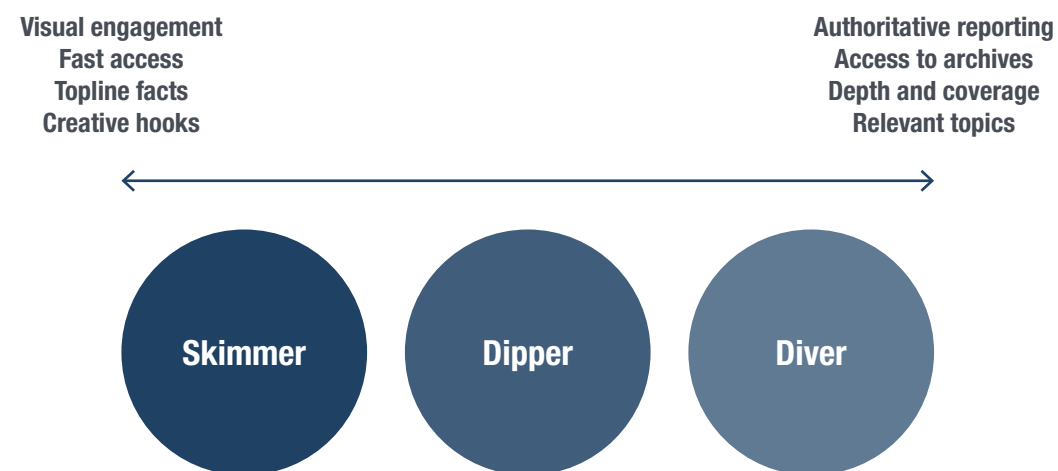 Visual engagement
Fast access
Topline facts
Creative hooks
Authoritative reporting
Access to archives
Depth and coverage
Relevant topics
Skimmer
Dipper
Diver